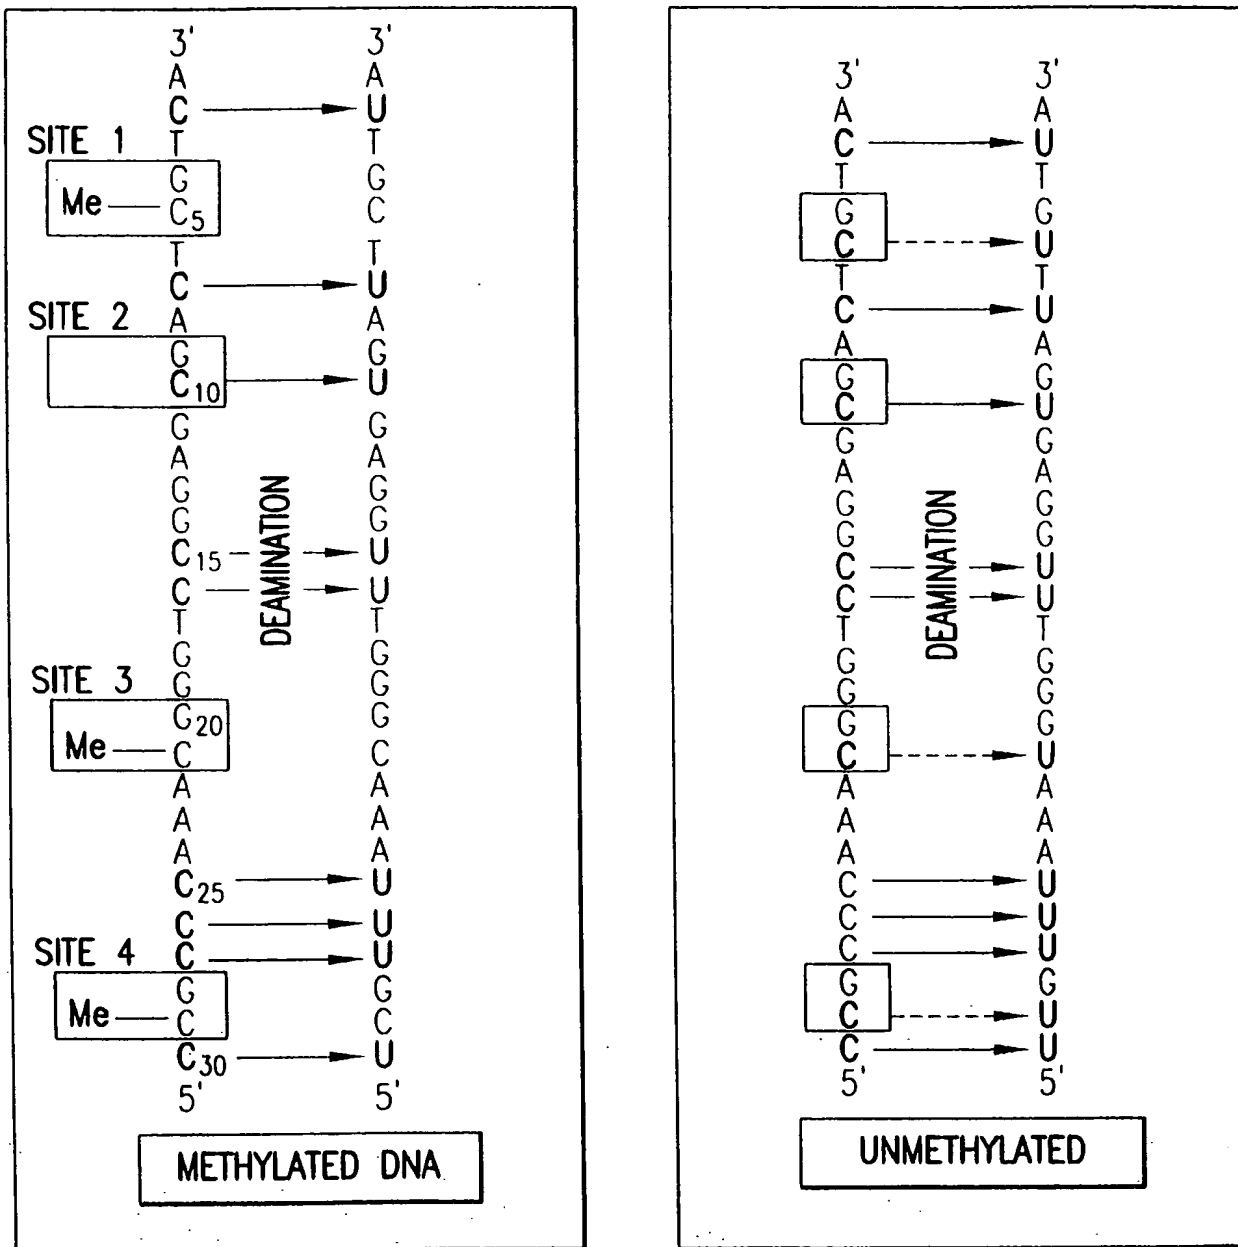 3' 3'
A A
C U
SITE 1 T T
G G
Me C5 C
T T
C U
SITE 2 A A
G G
C10 U
G G
A A
G G
G G
C15 U
C U
DEAMINATION
T T
G G
SITE 3 G G
G20 G
Me C C
A A
A A
A A
C25 U
C U
SITE 4 C U
G G
Me C C
C30 U
5' 5'
METHYLATED DNA
3' 3'
A A
C U
T T
G G
C U
T T
C U
A A
G G
C U
G G
A A
G G
G G
C U
C U
DEAMINATION
T T
G G
G G
G G
C U
A A
A A
A A
C U
C U
C U
G G
C U
C U
5' 5'
UNMETHYLATED